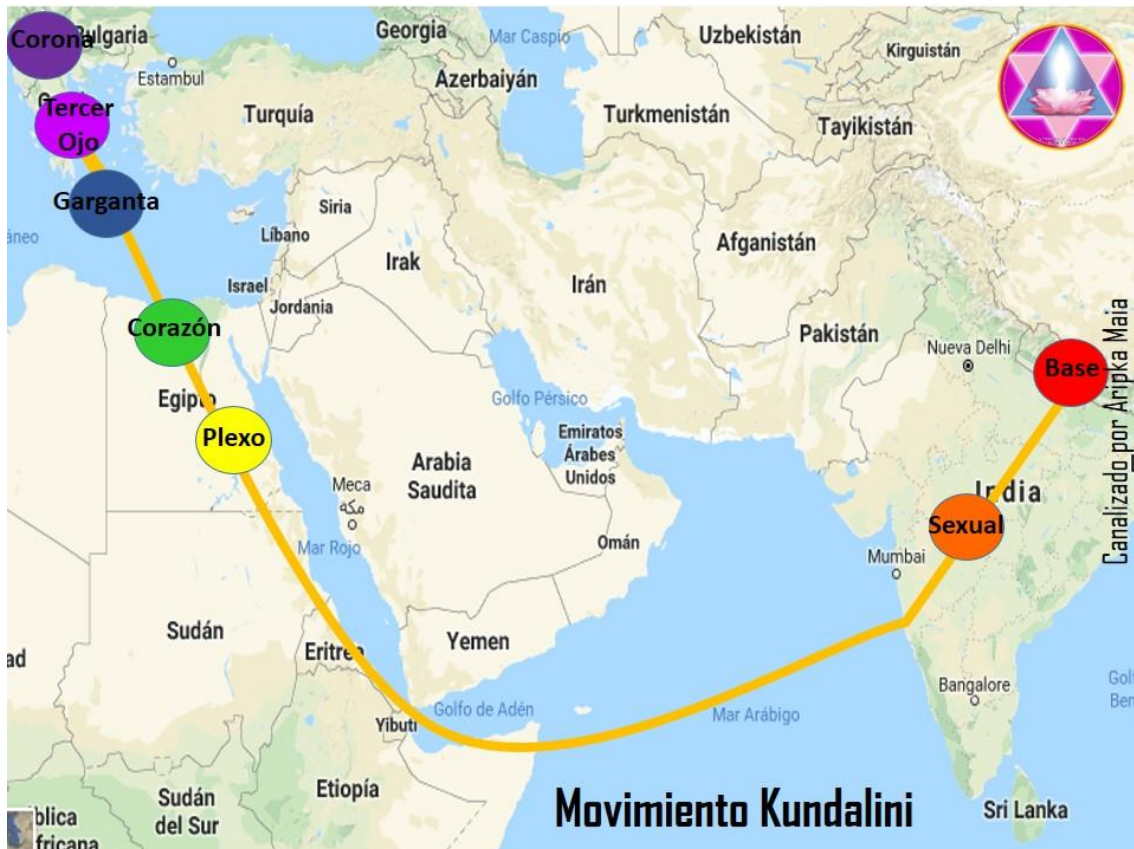 Corona
Bulgaria
Georgia
Mar Caspio
Uzbekistán
Kirguistán
Estambul
Azerbaiyán
Tercer
Ojo
Turquía
Turkmenistán
Tayikistán
Garganta
Siria
Líbano
Irak
Afganistán
Israel
Jordania
Irán
Corazón
Pakistán
Nueva Delhi
Base
Egipto
Golfo Pérsico
Plexo
Emiratos
Árabes
Unidos
Arabia
Saudita
Meca
مكة
India
Sexual
Omán
Mumbai
Mar Rojo
Canalizado por Aripka Maia
Sudán
Yemen
Eritrea
ad
Golfo de Adén
Mar Arábigo
Bangalore
Yibuti
Etiopía
Movimiento Kundalini
Sri Lanka
Sudán
del Sur